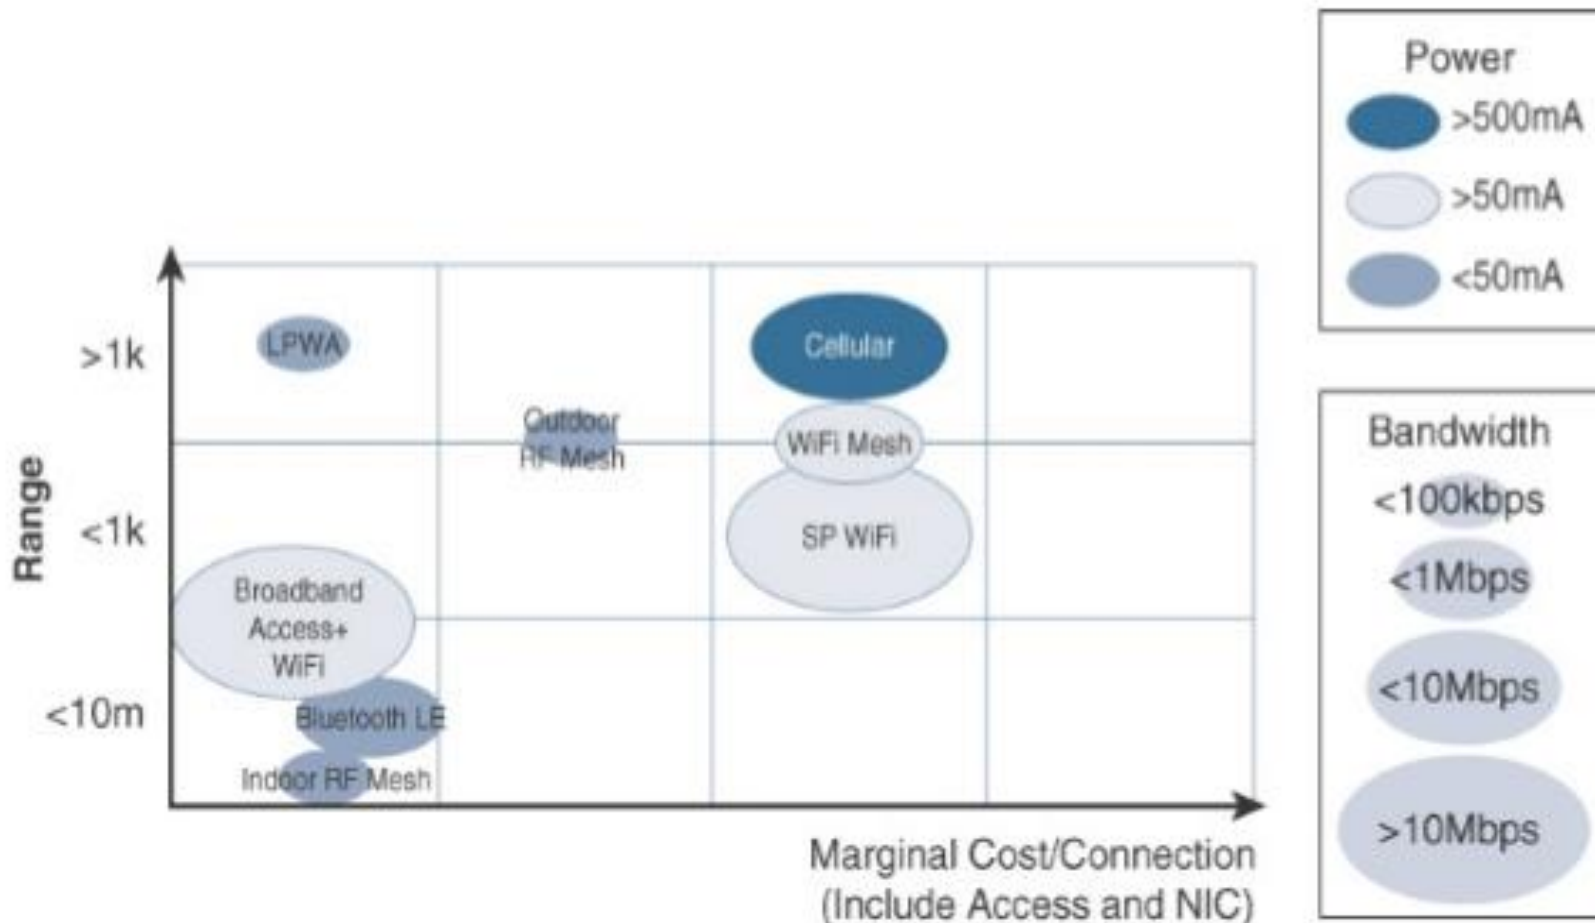 Power
>500mA
>50mA
<50mA
Bandwidth
<100kbps
<1Mbps
<10Mbps
>10Mbps
Range
>1k
<1k
<10m
LPWA
Cellular
Outdoor
RF Mesh
WiFi Mesh
SP WiFi
Broadband
Access+
WiFi
Bluetooth LE
Indoor RF Mesh
Marginal Cost/Connection
(Include Access and NIC)